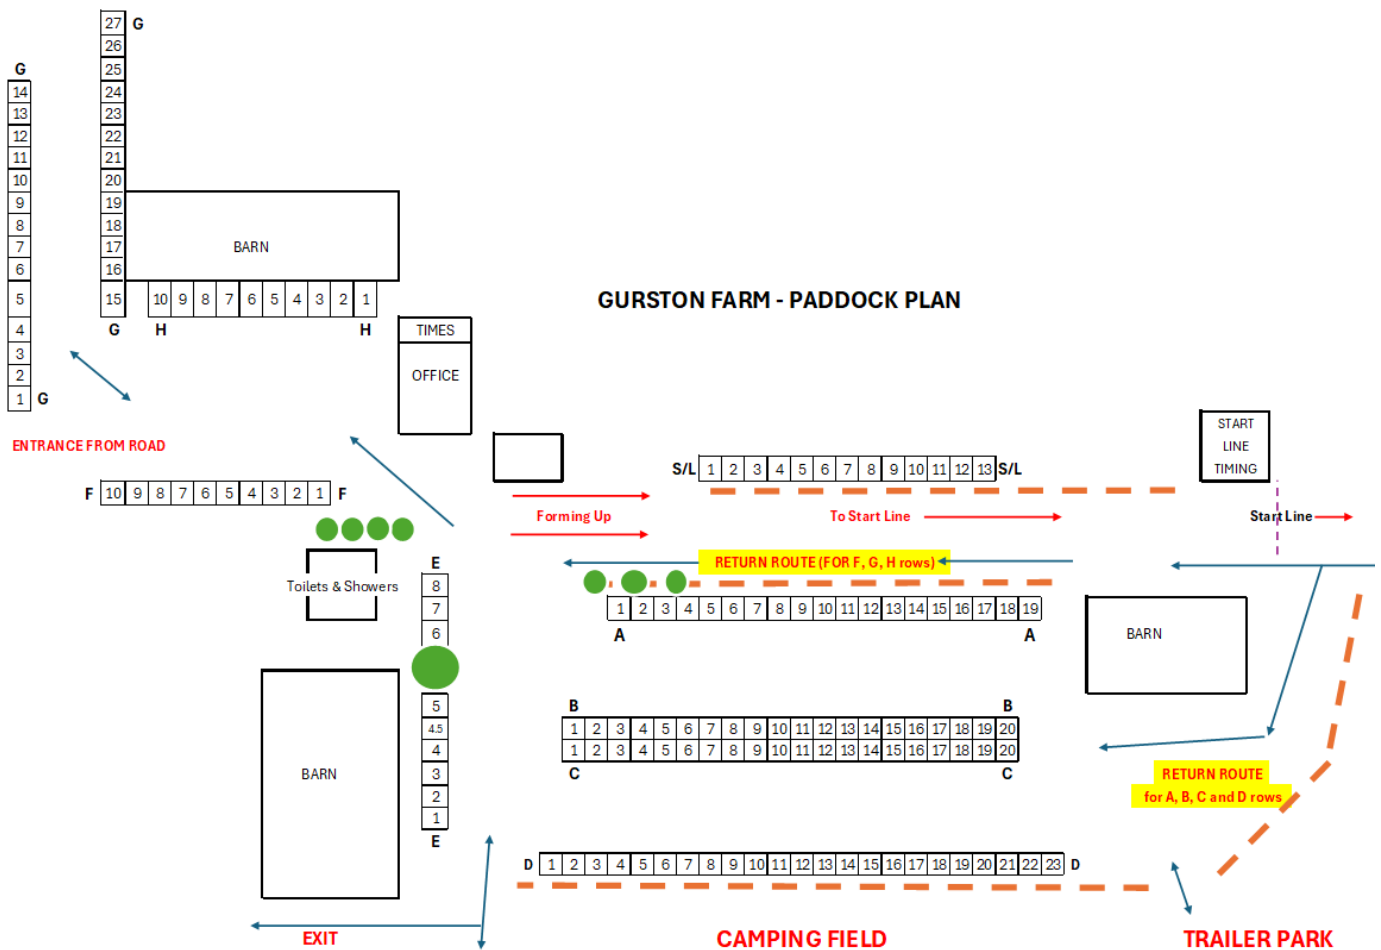 27 G
26
G 25
14 24
13 23
12 22
11 21
10 20
9 19
8 18
7 17 BARN
6 16
5 15 10 9 8 7 6 5 4 3 2 1
GURSTON FARM - PADDOCK PLAN
4 G H H TIMES
3
2 OFFICE
1 G
ENTRANCE FROM ROAD
START
LINE
TIMING
S/L 1 2 3 4 5 6 7 8 9 10 11 12 13 S/L
F 10 9 8 7 6 5 4 3 2 1 F
Forming Up
To Start Line
Start Line
RETURN ROUTE (FOR F, G, H rows)
Toilets & Showers
E
8
7
6
5
4.5
4
3
2
1
E
BARN
1 2 3 4 5 6 7 8 9 10 11 12 13 14 15 16 17 18 19
A A
BARN
B B
1 2 3 4 5 6 7 8 9 10 11 12 13 14 15 16 17 18 19 20
1 2 3 4 5 6 7 8 9 10 11 12 13 14 15 16 17 18 19 20
C C
RETURN ROUTE
for A, B, C and D rows
D 1 2 3 4 5 6 7 8 9 10 11 12 13 14 15 16 17 18 19 20 21 22 23 D
EXIT
CAMPING FIELD
TRAILER PARK